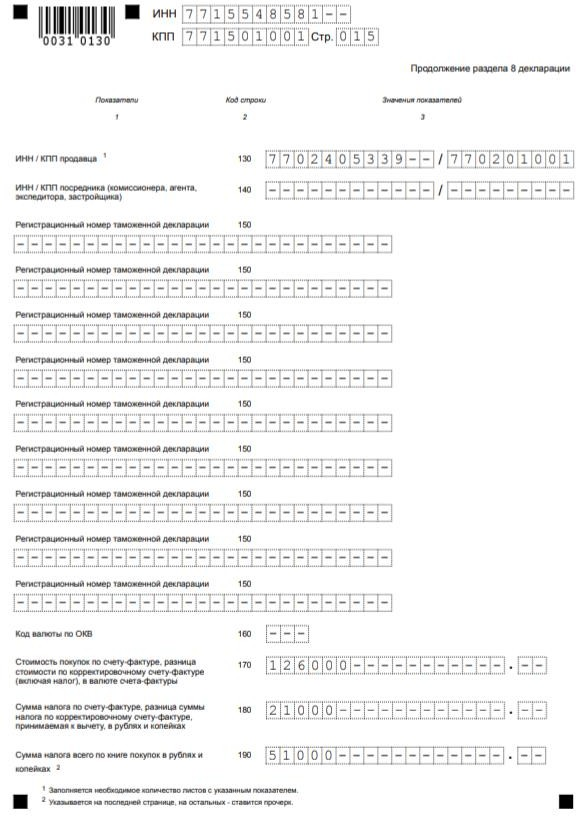 ИНН 7715548581--
0031 0130
КПП 771501001 Стр. 015
Продолжение раздела 8 декларации
Показатели Код строки Значения показателей
1 2 3
ИНН / КПП продавца 1 130 7702405339-- / 770201001
ИНН / КПП посредника (комиссионера, агента, 140 ------------ / ---------
экспедитора, застройщика)
Регистрационный номер таможенной декларации 150
---------------------------
Регистрационный номер таможенной декларации 150
---------------------------
Регистрационный номер таможенной декларации 150
---------------------------
Регистрационный номер таможенной декларации 150
---------------------------
Регистрационный номер таможенной декларации 150
---------------------------
Регистрационный номер таможенной декларации 150
---------------------------
Регистрационный номер таможенной декларации 150
---------------------------
Регистрационный номер таможенной декларации 150
---------------------------
Регистрационный номер таможенной декларации 150
---------------------------
Код валюты по ОКВ 160 ---
Стоимость покупок по счету-фактуре, разница 170 126000-----------.--
стоимости по корректировочному счету-фактуре
(включая налог), в валюте счета-фактуры
Сумма налога по счету-фактуре, разница суммы 180 21000------------.--
налога по корректировочному счету-фактуре,
принимаемая к вычету, в рублях и копейках
Сумма налога всего по книге покупок в рублях и 190 51000------------.--
копейках 2
1 Заполняется необходимое количество листов с указанным показателем.
2 Указывается на последней странице, на остальных - ставится прочерк.